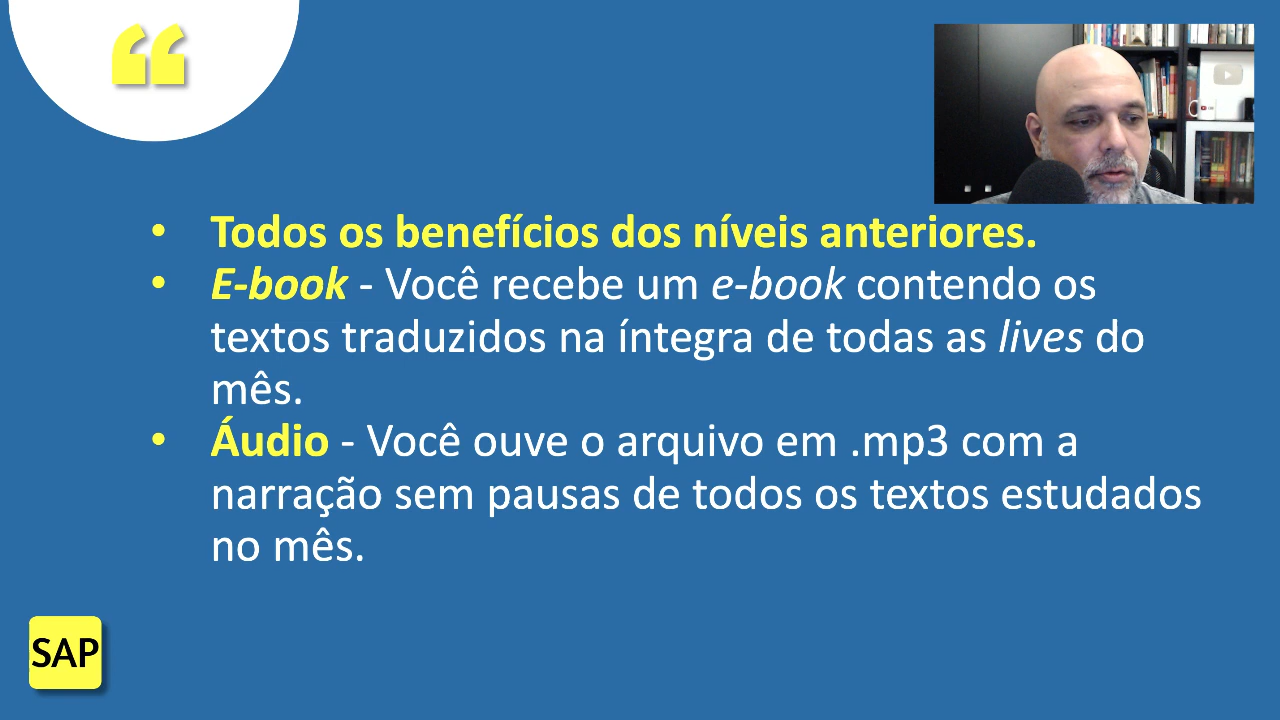 “
• Todos os benefícios dos níveis anteriores.
• E-book - Você recebe um e-book contendo os
textos traduzidos na íntegra de todas as lives do
mês.
• Áudio - Você ouve o arquivo em .mp3 com a
narração sem pausas de todos os textos estudados
no mês.
SAP